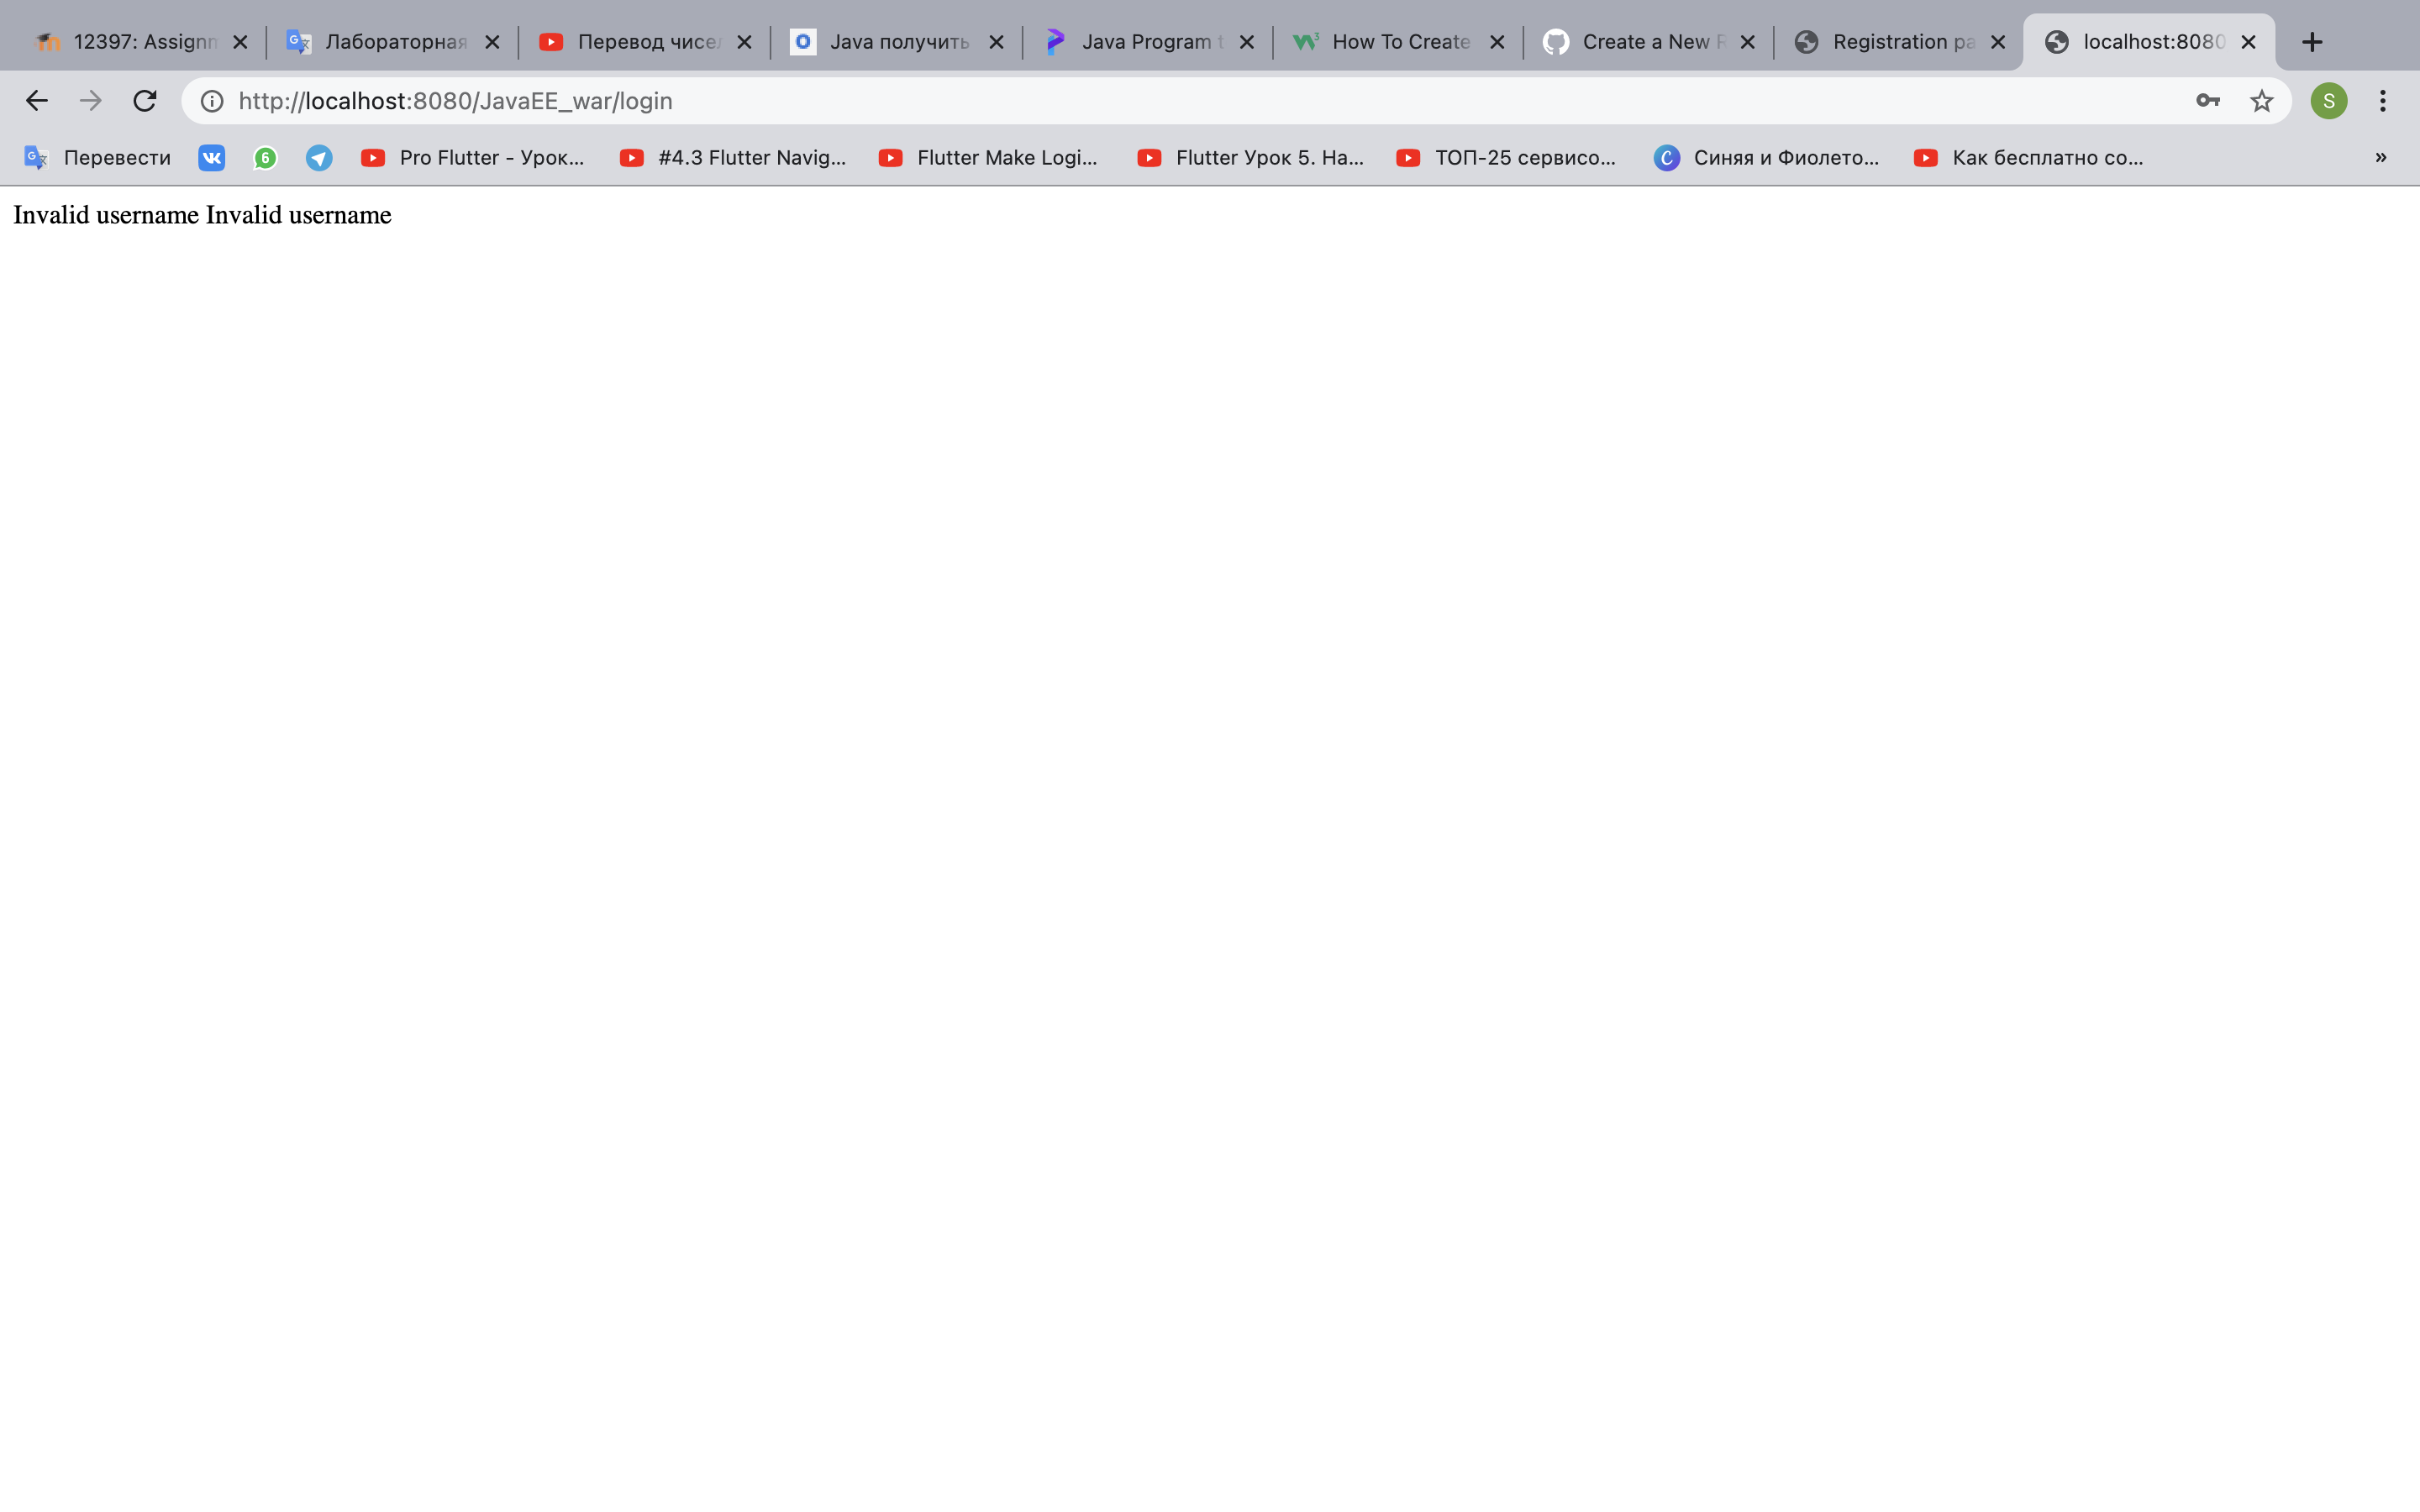 12397: Assignm
Лабораторная
Перевод чисел
Java получить
Java Program t
How To Create
Create a New R
Registration pa
localhost:8080
http://localhost:8080/JavaEE_war/login
S
Перевести
6
Pro Flutter - Урок...
#4.3 Flutter Navig...
Flutter Make Logi...
Flutter Урок 5. На...
ТОП-25 сервисо...
Синяя и Фиолето...
Как бесплатно со...
»
Invalid username Invalid username